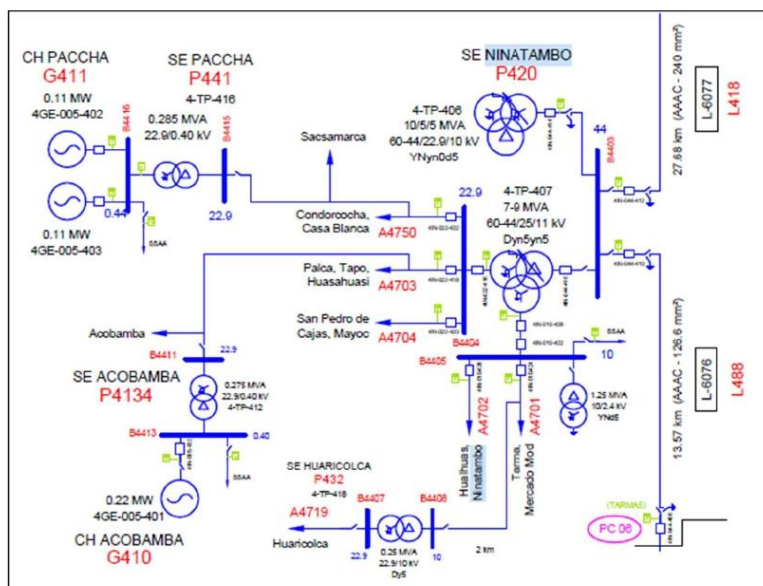 CH PACCHA
G411
0.11 MW
4GE-005-402
0.11 MW
4GE-005-403
B4416
0.44
SSAA
SE PACCHA
P441
4-TP-416
0.285 MVA
22.9/0.40 kV
B4415
22.9
Sacsamarca
SE NINATAMBO
P420
4-TP-406
10/5/5 MVA
60-44/22.9/10 kV
YNyn0d5
44
B4403
27.68 km (AAAC - 240 mm²)
L-6077
L418
22.9
4-TP-407
7-9 MVA
60-44/25/11 kV
Dyn5yn5
Condorcocha,
Casa Blanca
A4750
Palca, Tapo,
Huasahuasi
A4703
San Pedro de
Cajas, Mayoc
A4704
B4404
B4405
SSAA
10
1.25 MVA
10/2.4 kV
YNd5
13.57 km (AAAC - 126.6 mm²)
L-6076
L488
Acobamba
B4411
22.9
SE ACOBAMBA
P4134
0.275 MVA
22.9/0.40 kV
4-TP-412
B4413
0.40
SSAA
0.22 MW
4GE-005-401
CH ACOBAMBA
G410
A4702
Hualhuas,
Ninatambo
A4701
Tarma,
Mercado Mod
SE HUARICOLCA
P432
4-TP-418
A4719
Huaricolca
B4407
22.9
0.25 MVA
22.9/10 kV
Dy5
B4408
10
2 km
(TARMA5)
PC 06